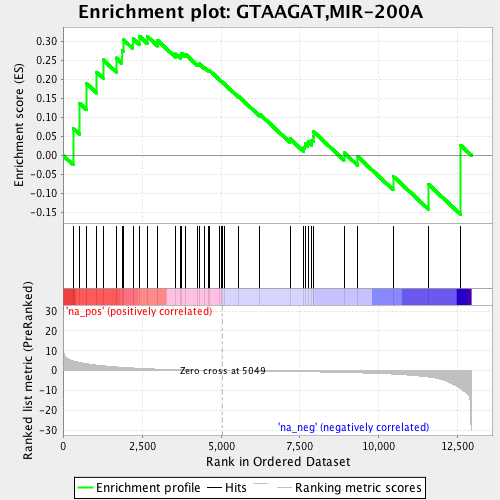 Enrichment plot: GTAAGAT,MIR-200A
Enrichment score (ES)
0.30
0.25
0.20
0.15
0.10
0.05
0.00
-0.05
-0.10
-0.15
'na_pos' (positively correlated)
Ranked list metric (PreRanked)
30
20
10
0
-10
-20
-30
Zero cross at 5049
'na_neg' (negatively correlated)
0
2,500
5,000
7,500
10,000
12,500
Rank in Ordered Dataset
Enrichment profile
Hits
Ranking metric scores